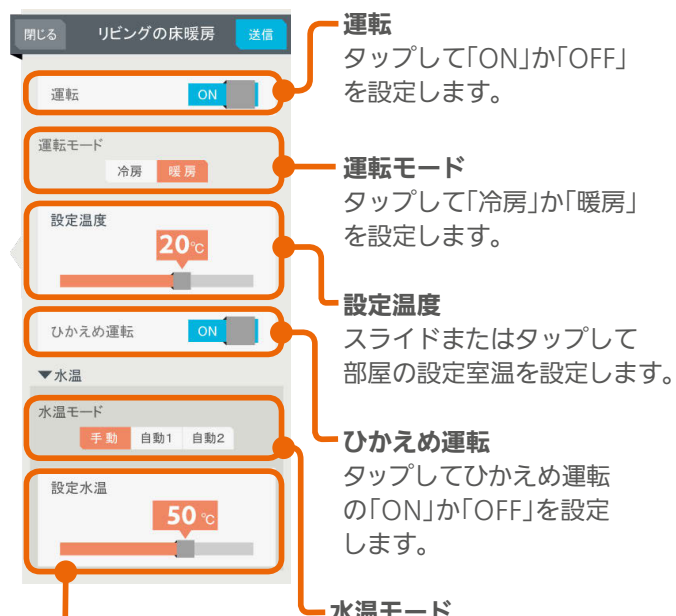 閉じる
リビングの床暖房
送信
運転
ON
運転モード
冷房
暖房
設定温度
20℃
ひかえめ運転
ON
▼水温
水温モード
手動
自動1
自動2
設定水温
50℃
運転
タップして「ON」か「OFF」
を設定します。
運転モード
タップして「冷房」か「暖房」
を設定します。
設定温度
スライドまたはタップして
部屋の設定室温を設定します。
ひかえめ運転
タップしてひかえめ運転
の「ON」か「OFF」を設定
します。
水温モード